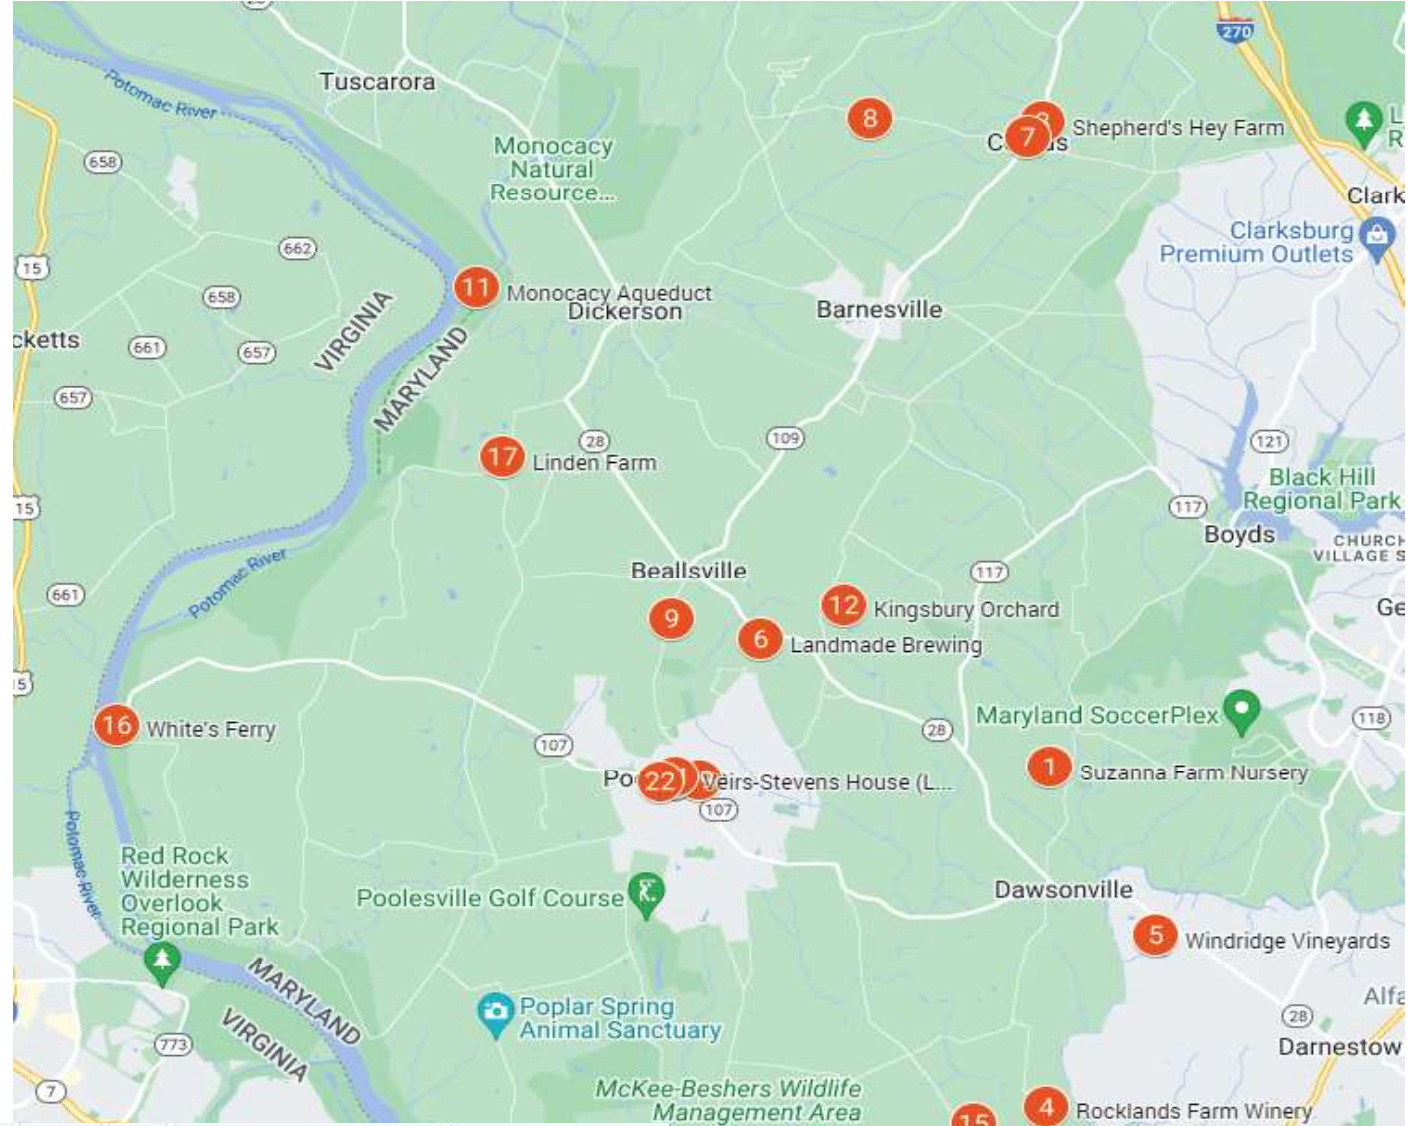 270
Tuscarora
Potomac River
8
7
Shepherd's Hey Farm
658
Monocacy
Natural
Resource...
Clark
Clarksburg
Premium Outlets
662
15
658
11
Monocacy Aqueduct
Dickerson
Barnesville
VIRGINIA
MARYLAND
cketts
661
657
657
28
109
121
17
Linden Farm
Black Hill
Regional Park
117
15
Boyds
CHURCH
VILLAGE S
Potomac River
Beallsville
117
661
12
Kingsbury Orchard
Ge
9
6
Landmade Brewing
15
16
White's Ferry
107
28
Maryland SoccerPlex
118
1
Suzanna Farm Nursery
22
Veirs-Stevens House (L...
107
Potomac River
Red Rock
Wilderness
Overlook
Regional Park
Poolesville Golf Course
Dawsonville
5
Windridge Vineyards
MARYLAND
VIRGINIA
Poplar Spring
Animal Sanctuary
Alfa
28
773
Darnestow
7
McKee-Beshers Wildlife
Management Area
15
4
Rocklands Farm Winery